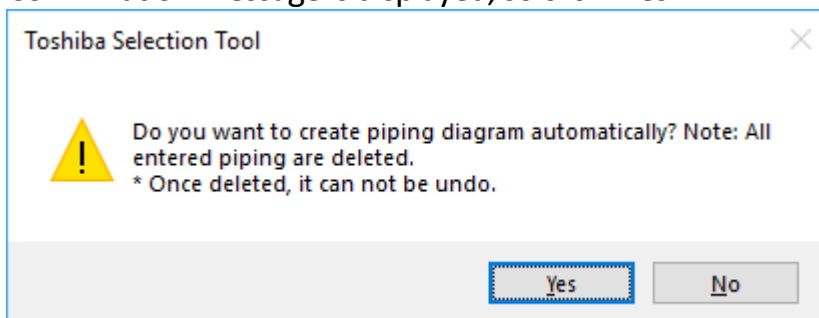 Toshiba Selection Tool
Do you want to create piping diagram automatically? Note: All
entered piping are deleted.
* Once deleted, it can not be undo.
Yes
No